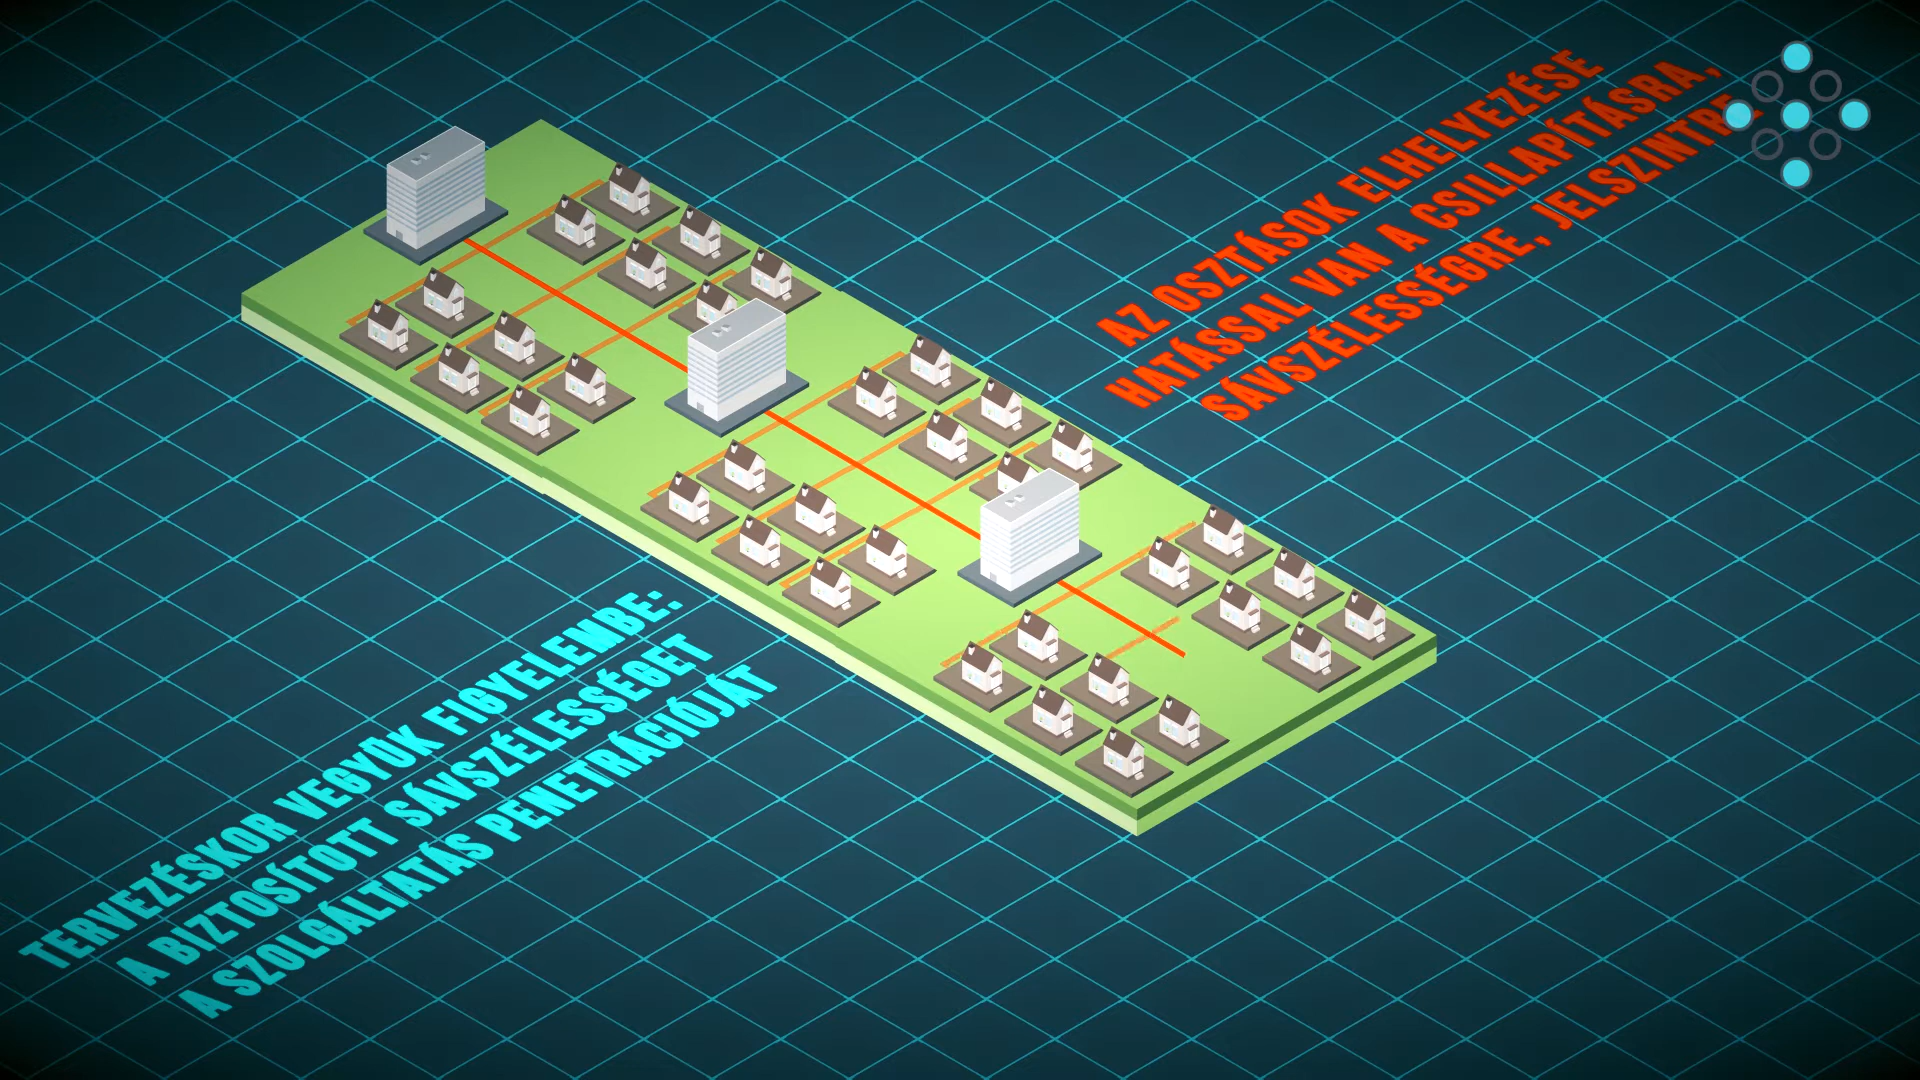 AZ OSZTÁSOK ELHELYEZÉSE
HATÁSSAL VAN A CSILLAPÍTÁSRA,
SÁVSZÉLESSÉGRE, JELSZINTRE
TERVEZÉSKOR VEGYÜK FIGYELEMBE:
A BIZTOSÍTOTT SÁVSZÉLESSÉGET
A SZOLGÁLTATÁS PENETRÁCIÓJÁT